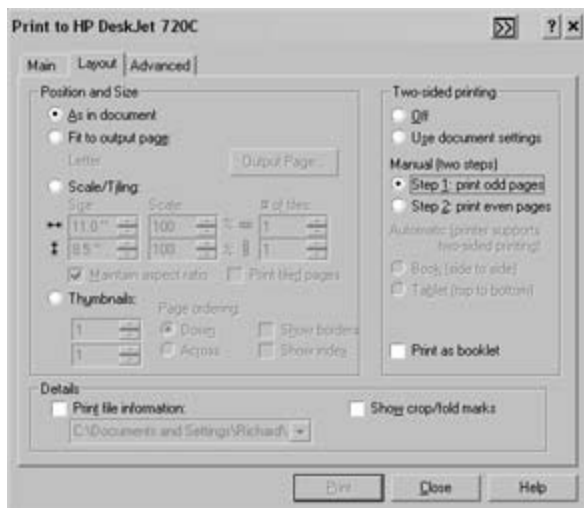 Print to HP DeskJet 720C
Main Layout Advanced
Position and Size
As in document
Fit to output page:
Letter Output Page...
Scale/Tiling:
Size: Scale: # of tiles:
11.0 " 100 % = 1
8.5 " 100 % 1
Maintain aspect ratio Print tiled pages
Thumbnails:
Page ordering:
1 Down Show borders
1 Across Show index
Two-sided printing
Off
Use document settings
Manual (two steps)
Step 1: print odd pages
Step 2: print even pages
Automatic (printer supports
two-sided printing)
Book (side to side)
Tablet (top to bottom)
Print as booklet
Details
Print file information: Show crop/fold marks
C:\Documents and Settings\Richard\
Print Close Help